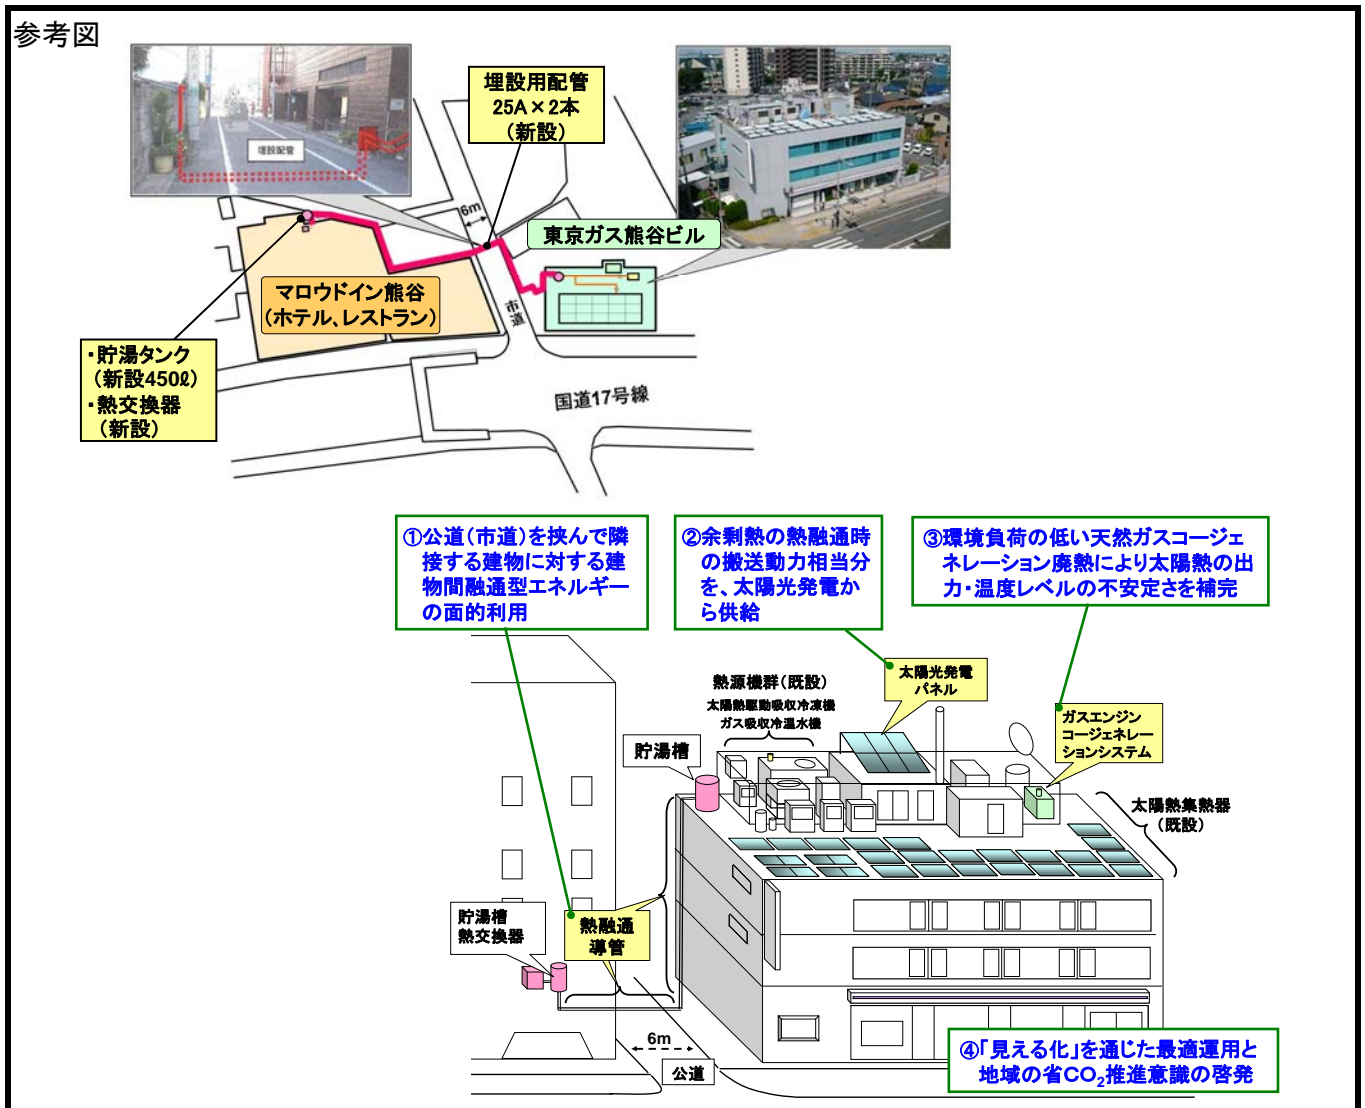 参考図
埋設配管
埋設用配管
25A×2本
(新設)
6m
東京ガス熊谷ビル
マロウドイン熊谷
(ホテル、レストラン)
市道
・貯湯タンク
(新設450ℓ)
・熱交換器
(新設)
国道17号線
①公道(市道)を挟んで隣
接する建物に対する建
物間融通型エネルギー
の面的利用
②余剰熱の熱融通時
の搬送動力相当分
を、太陽光発電か
ら供給
③環境負荷の低い天然ガスコージェ
ネレーション廃熱により太陽熱の出
力・温度レベルの不安定さを補完
熱源機群(既設)
太陽熱駆動吸収冷凍機
ガス吸収冷温水機
太陽光発電
パネル
ガスエンジン
コージェネレー
ションシステム
貯湯槽
太陽熱集熱器
(既設)
貯湯槽
熱交換器
熱融通
導管
6m
公道
④「見える化」を通じた最適運用と
地域の省CO₂推進意識の啓発